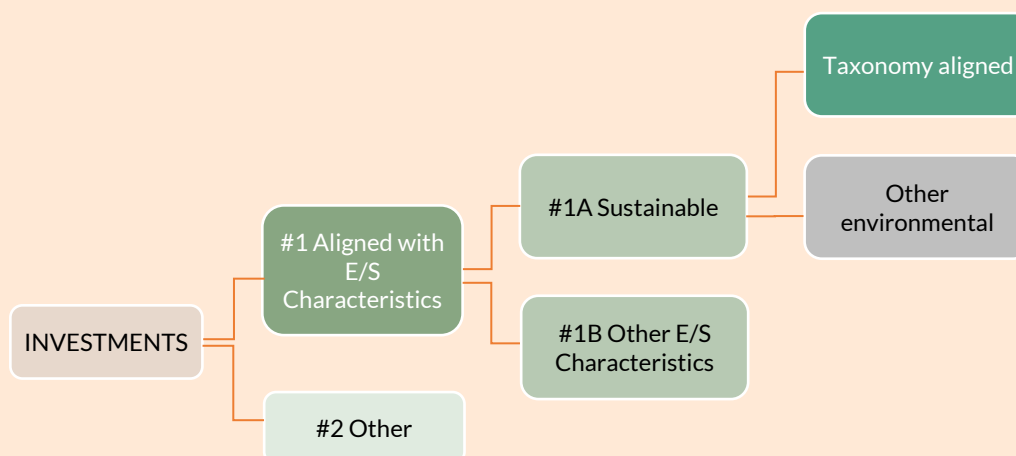 Taxonomy aligned
Other
environmental
#1A Sustainable
#1 Aligned with
E/S
Characteristics
#1B Other E/S
Characteristics
INVESTMENTS
#2 Other